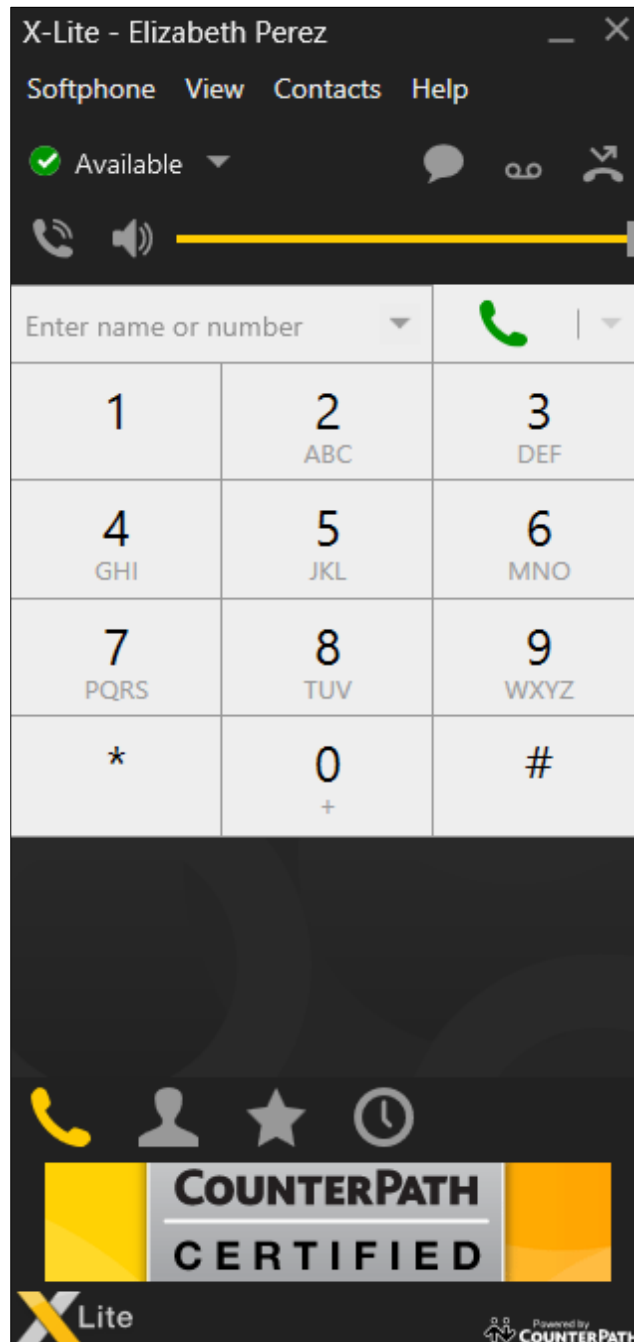 X-Lite - Elizabeth Perez
Softphone View Contacts Help
Available
Enter name or number
1 2 3
ABC DEF
4 5 6
GHI JKL MNO
7 8 9
PQRS TUV WXYZ
* 0 #
+
COUNTERPATH
CERTIFIED
X Lite
Powered by
COUNTERPATH